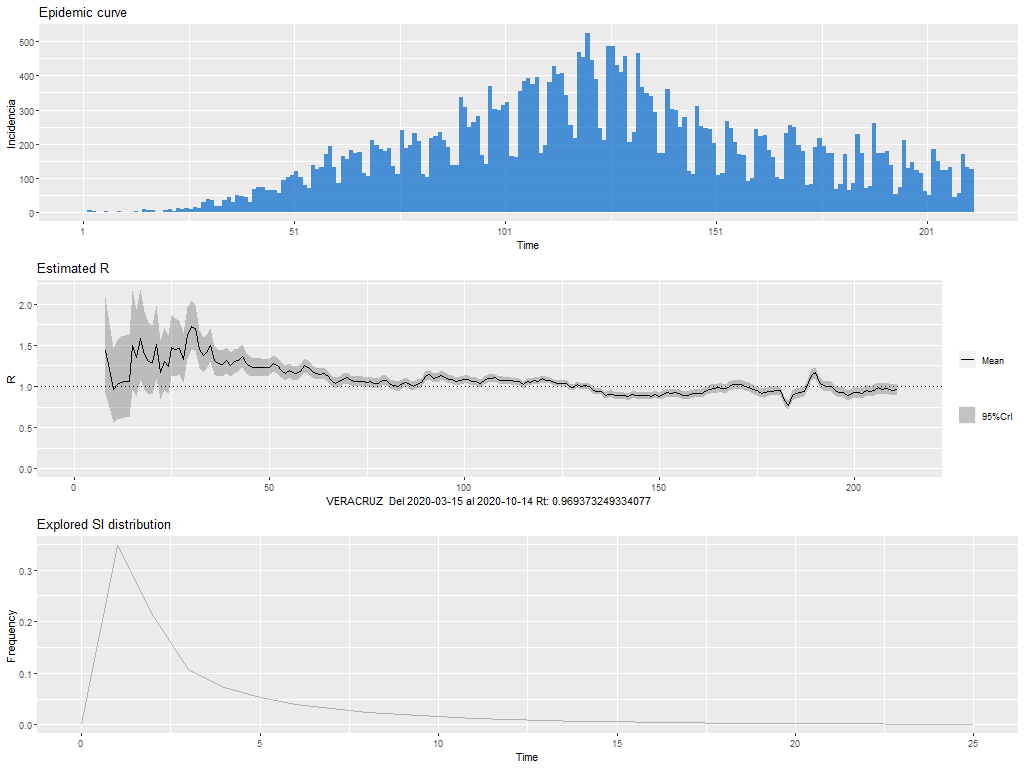 Epidemic curve
500
400
300
200
100
0
Incidencia
1
51
101
151
201
Time
Estimated R
2.0
1.5
1.0
0.5
0.0
R
0
50
100
150
200
VERACRUZ Del 2020-03-15 al 2020-10-14 Rt: 0.969373249334077
Mean
95%CrI
Explored SI distribution
0.3
0.2
0.1
0.0
Frequency
0
5
10
15
20
25
Time